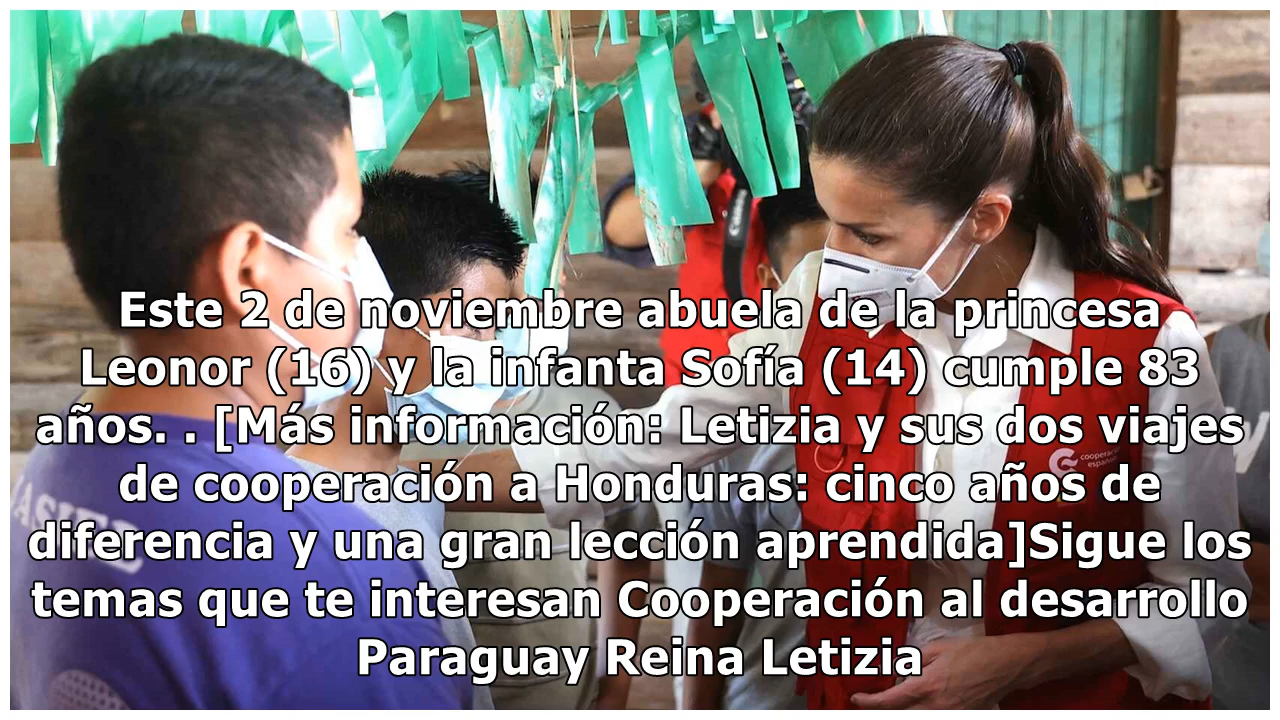 Este 2 de noviembre abuela de la princesa
Leonor (16) y la infanta Sofía (14) cumple 83
años. . [Más información: Letizia y sus dos viajes
de cooperación a Honduras: cinco años de
diferencia y una gran lección aprendida]Sigue los
temas que te interesan Cooperación al desarrollo
Paraguay Reina Letizia
cooperación
española